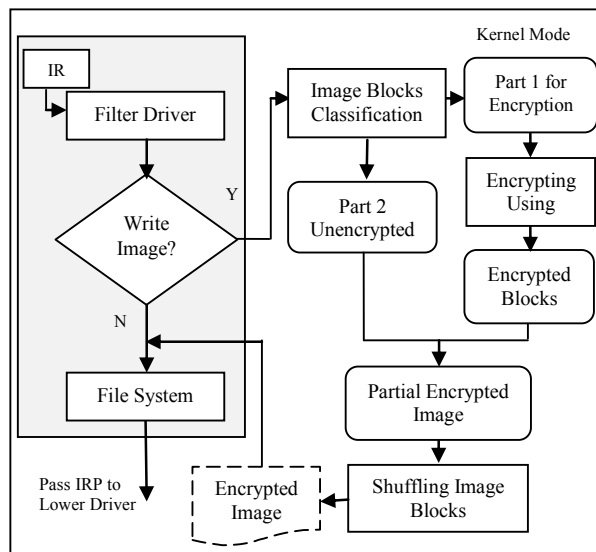 Kernel Mode
IR
Filter Driver
Write
Image?
Y
N
File System
Pass IRP to
Lower Driver
Image Blocks
Classification
Part 1 for
Encryption
Part 2
Unencrypted
Encrypting
Using
Encrypted
Blocks
Partial Encrypted
Image
Shuffling Image
Blocks
Encrypted
Image